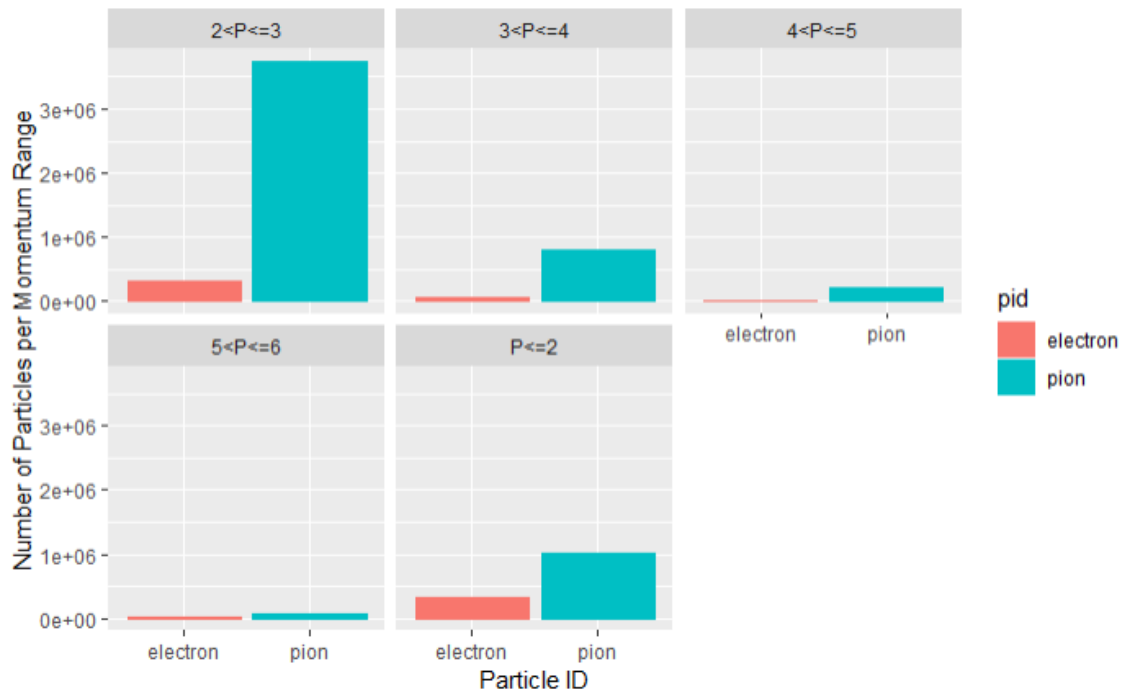 2<P<=3
3<P<=4
4<P<=5
Number of Particles per Momentum Range
3e+06
2e+06
1e+06
0e+00
electron
pion
5<P<=6
P<=2
3e+06
2e+06
1e+06
0e+00
electron
pion
electron
pion
Particle ID
pid
electron
pion